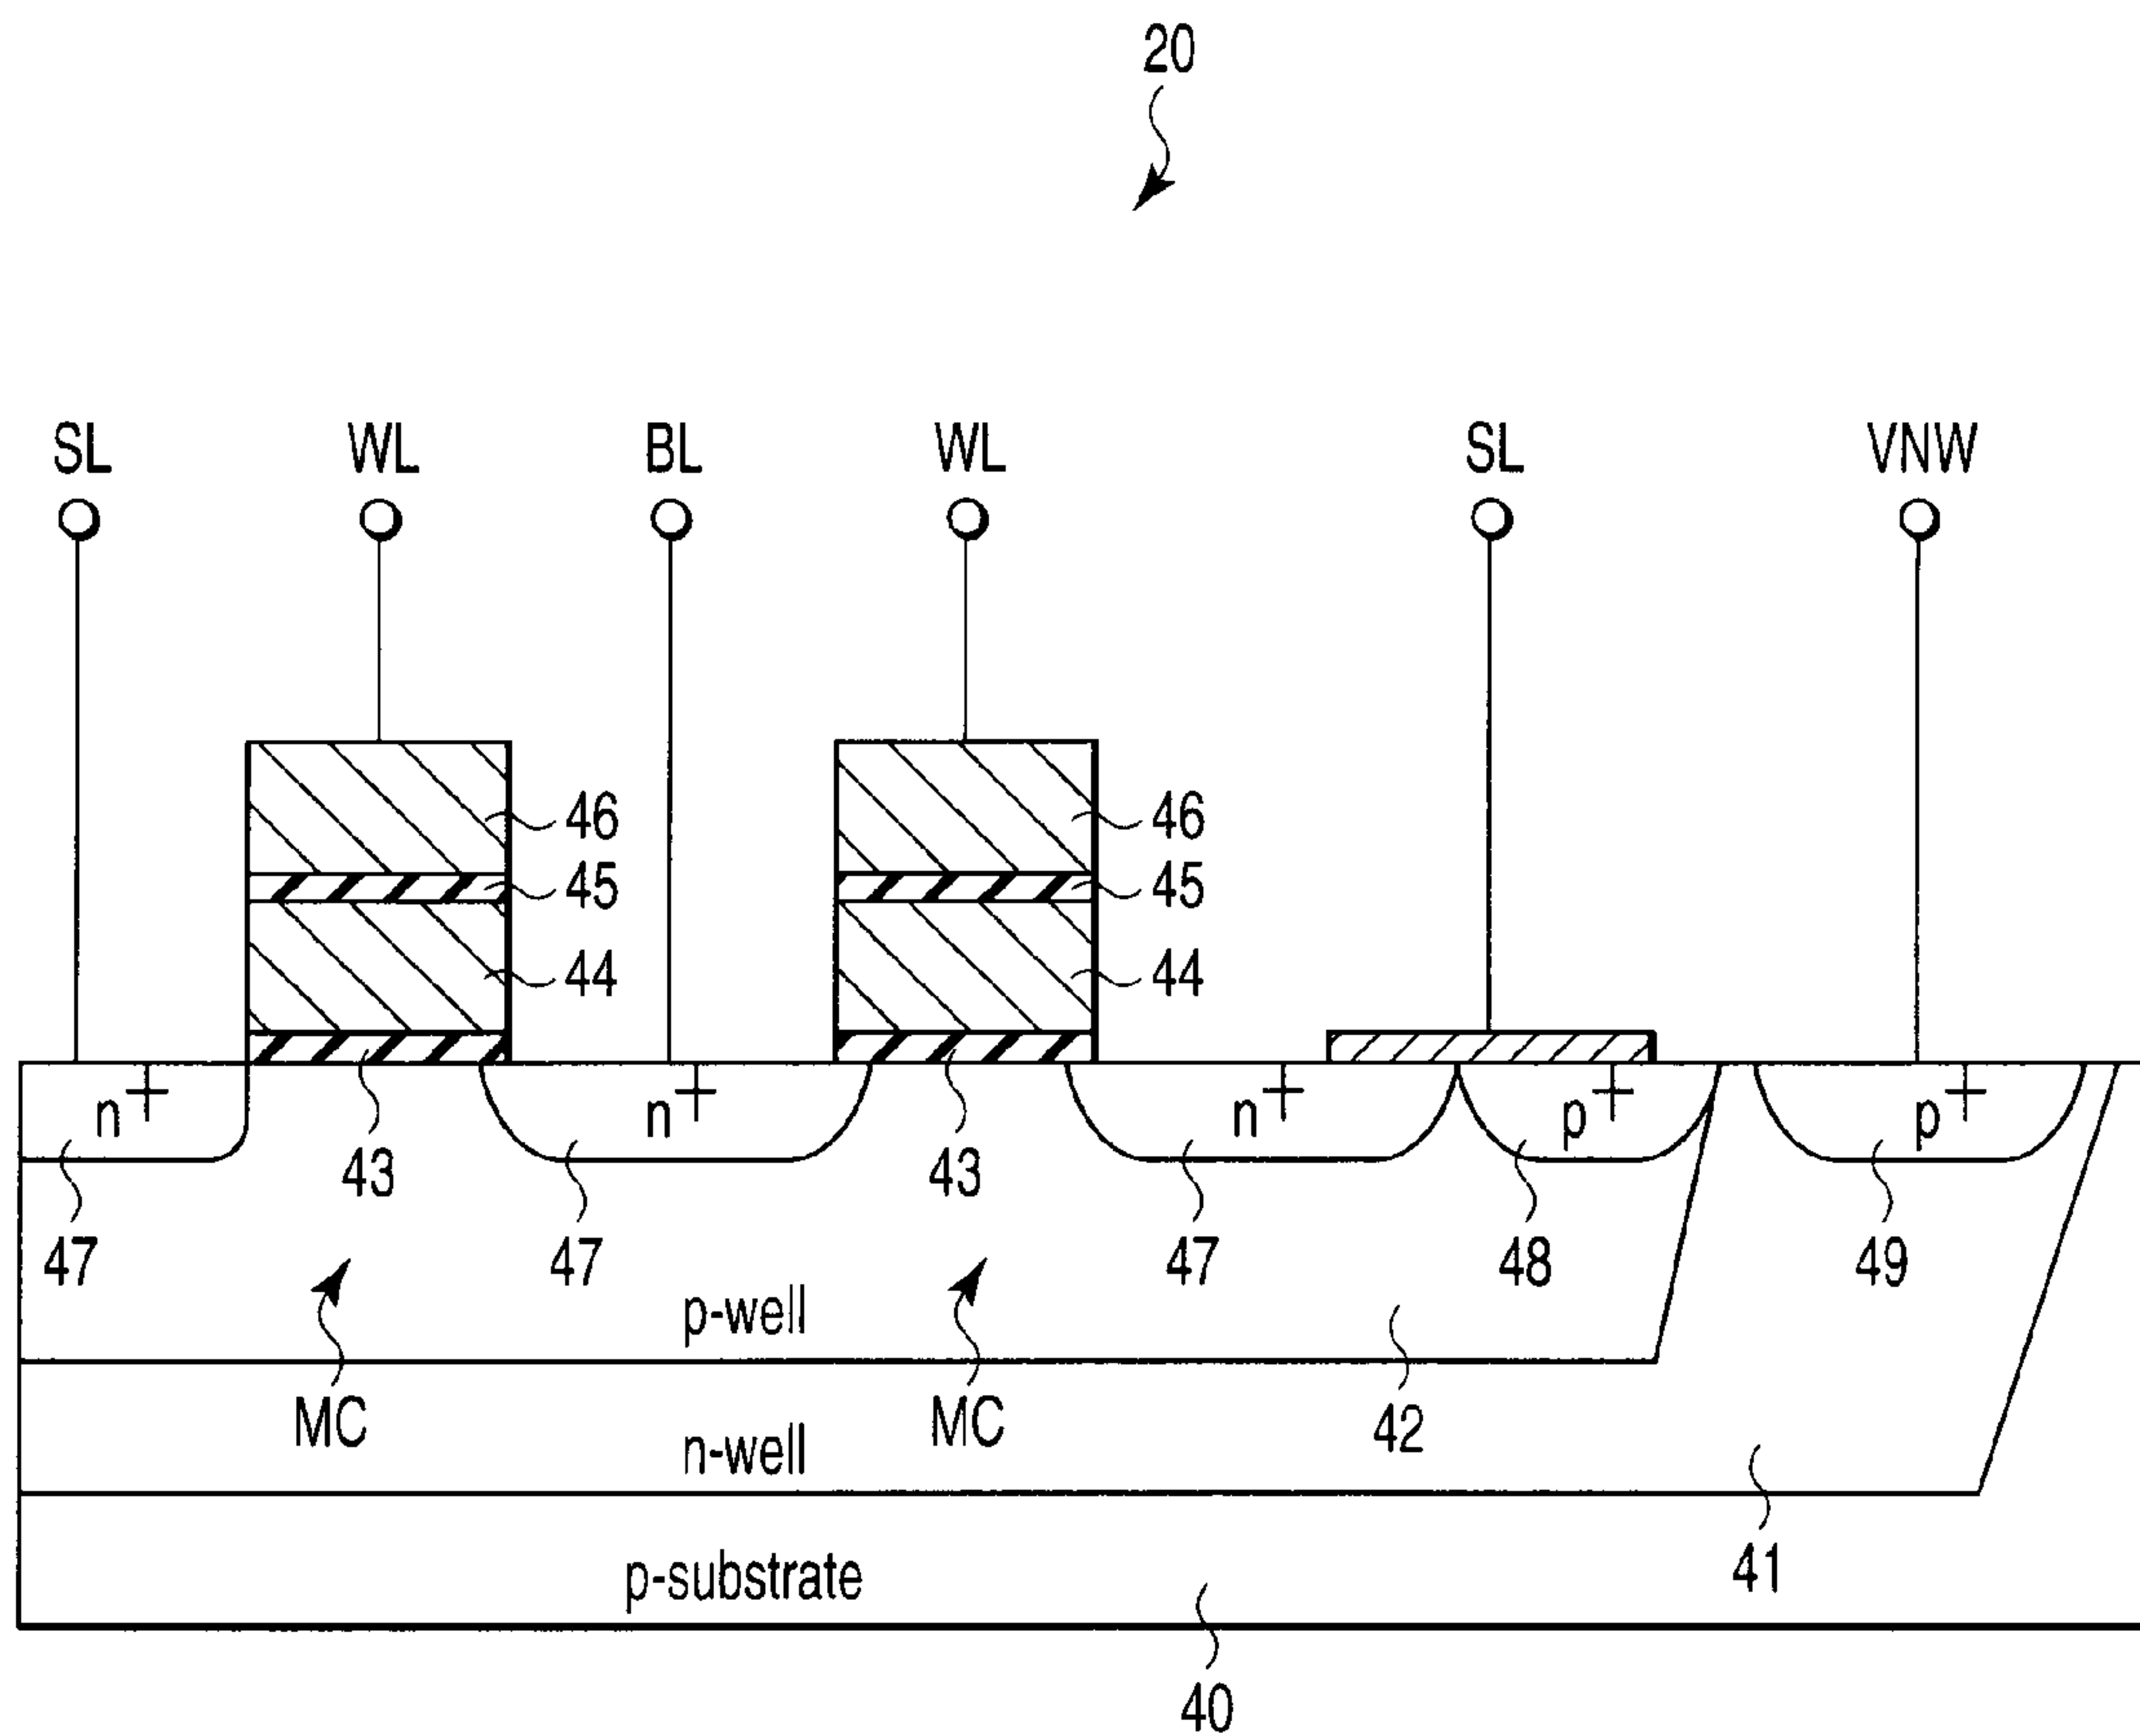 20
SL WL BL WL SL VNW
46 46
45 45
44 44
n+ n+ n+ p+ p+
43 43
47 47 47 48 49
p-well
MC MC 42
n-well
41
p-substrate
40